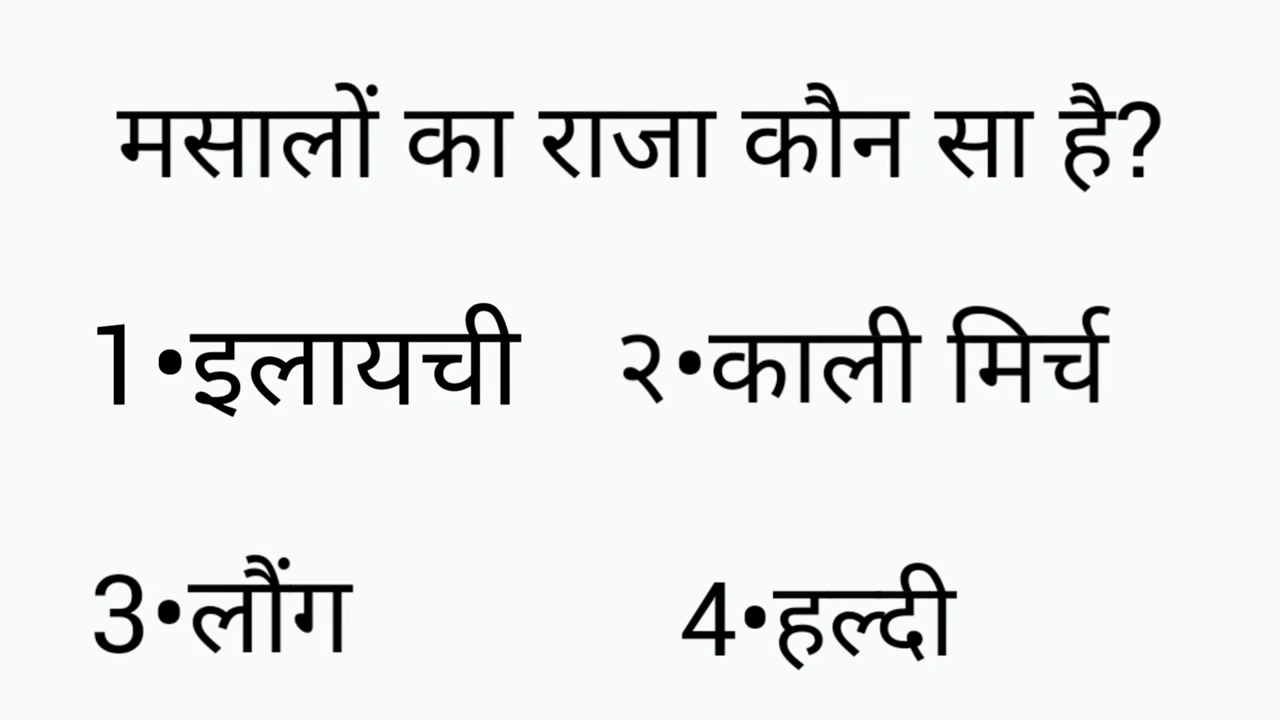 मसालों का राजा कौन सा है?
1•इलायची २•काली मिर्च
3•लौंग 4•हल्दी